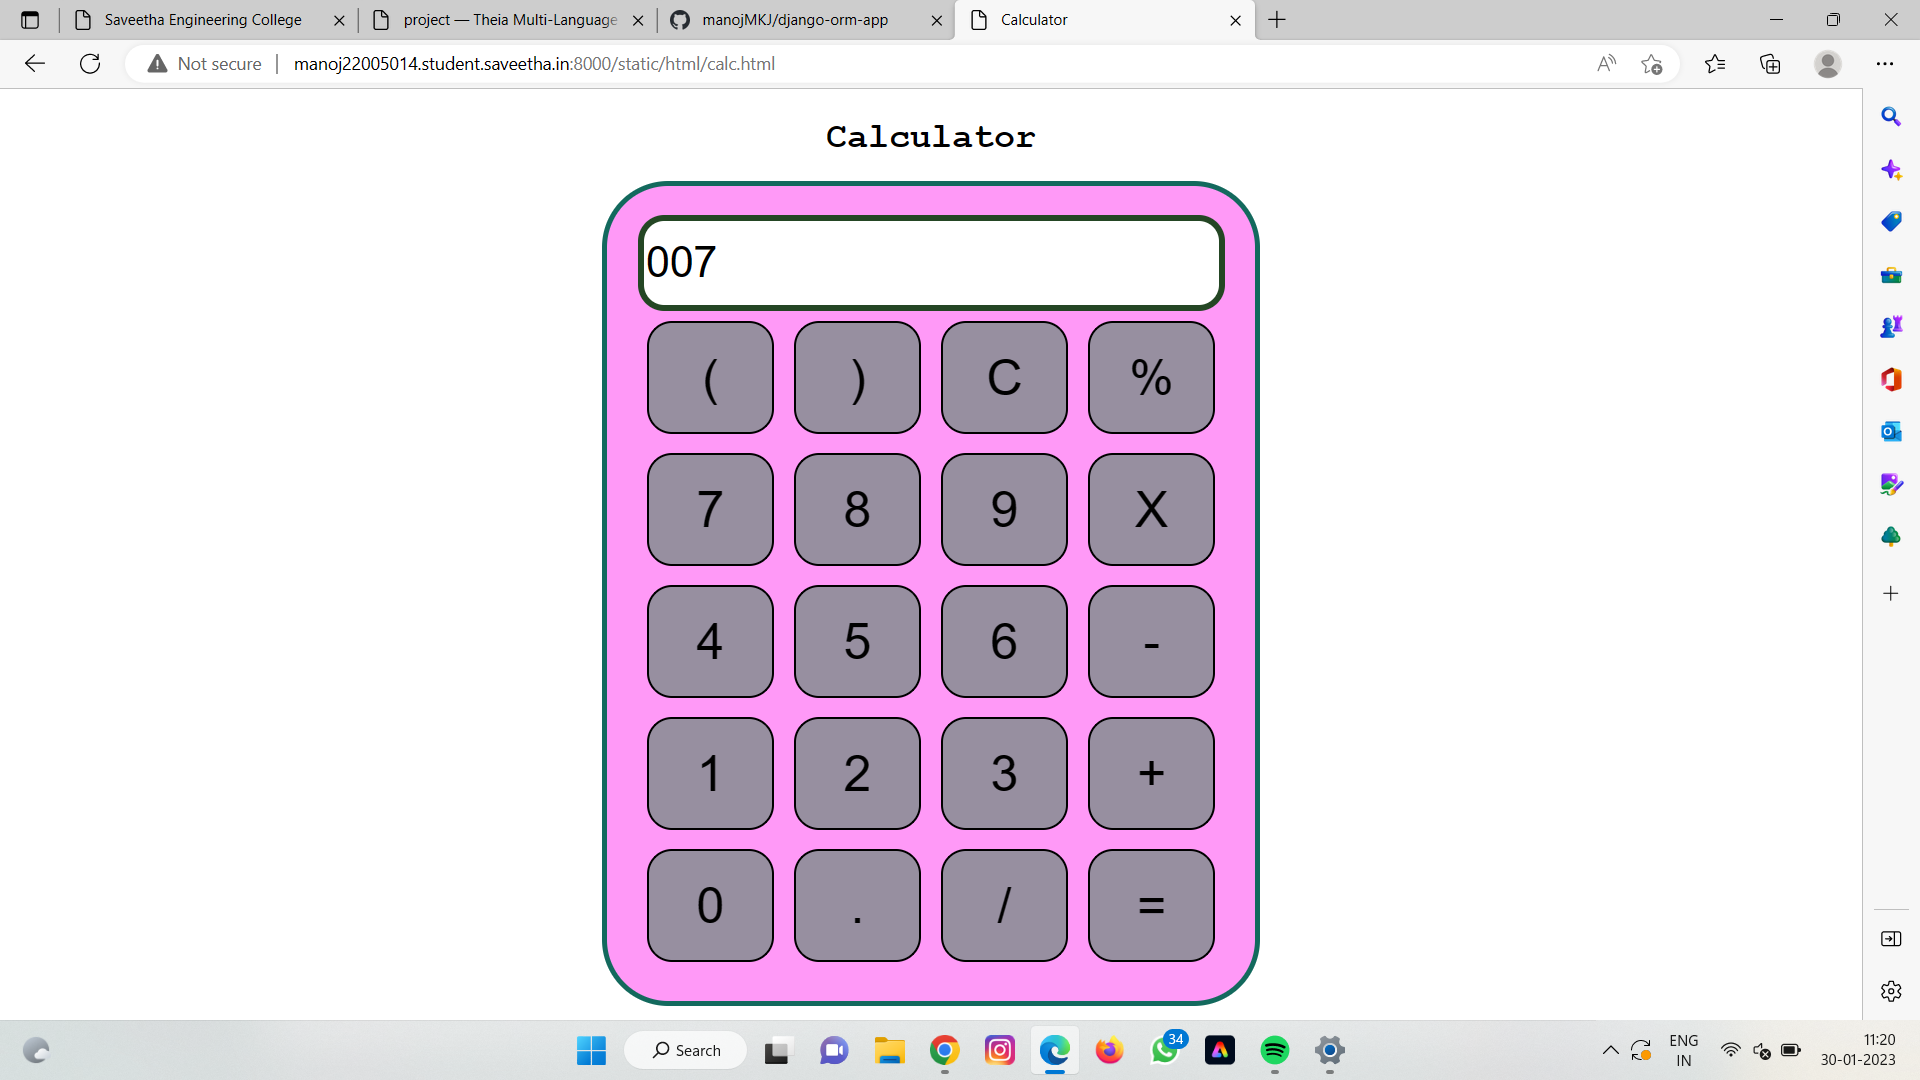 Saveetha Engineering College
project — Theia Multi-Language
manojMKJ/django-orm-app
Calculator
Not secure
manoj22005014.student.saveetha.in:8000/static/html/calc.html
Calculator
007
( ) C %
7 8 9 X
4 5 6 -
1 2 3 +
0 . / =
Search
34
ENG
IN
11:20
30-01-2023